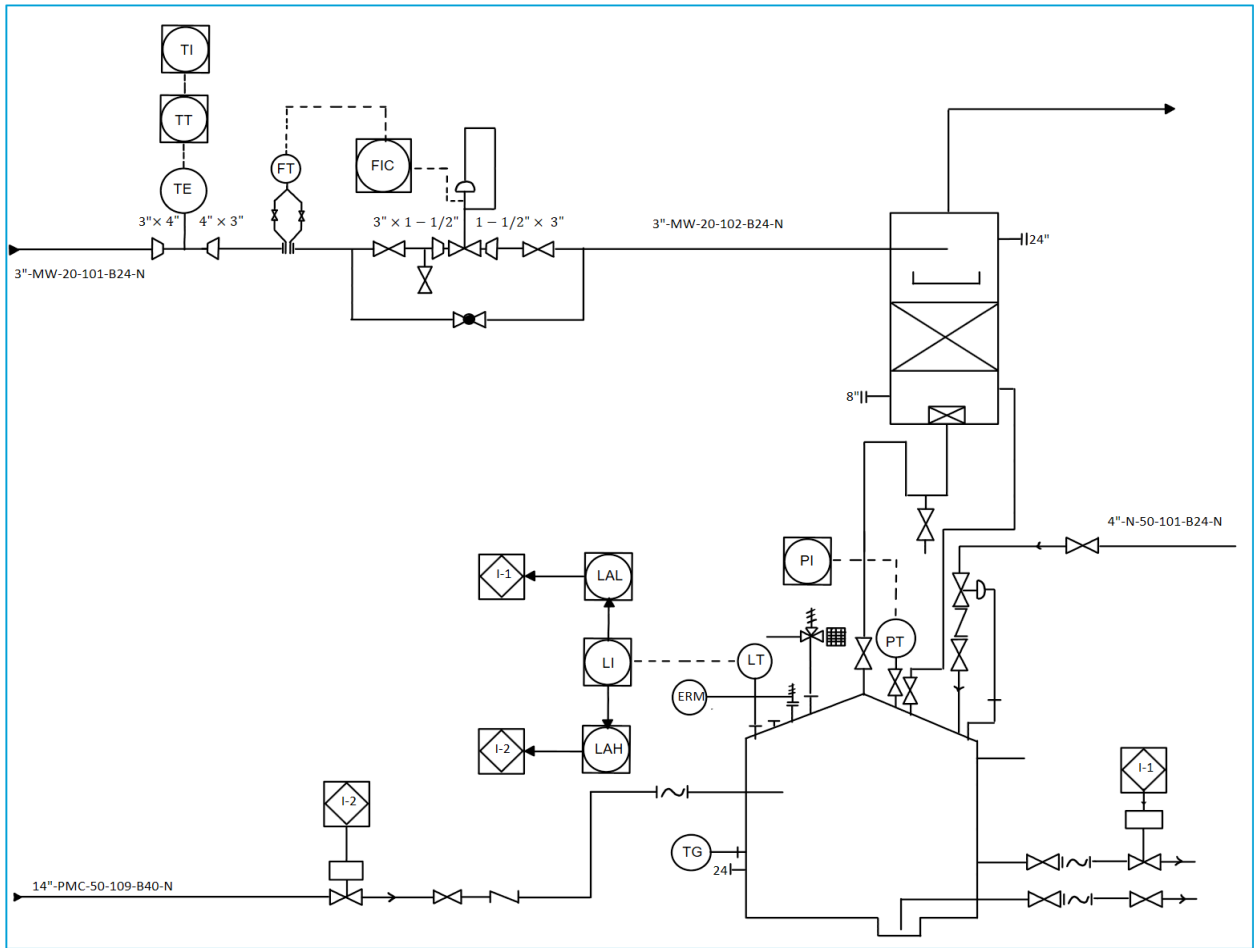 TI
TT
FT
FIC
TE
3"× 4"
4" × 3"
3" × 1 − 1/2"
1 − 1/2" × 3"
3"-MW-20-102-B24-N
24"
3"-MW-20-101-B24-N
8"
4"-N-50-101-B24-N
PI
I-1
LAL
PT
LI
LT
ERM
I-2
LAH
I-1
I-2
TG
24
14"-PMC-50-109-B40-N